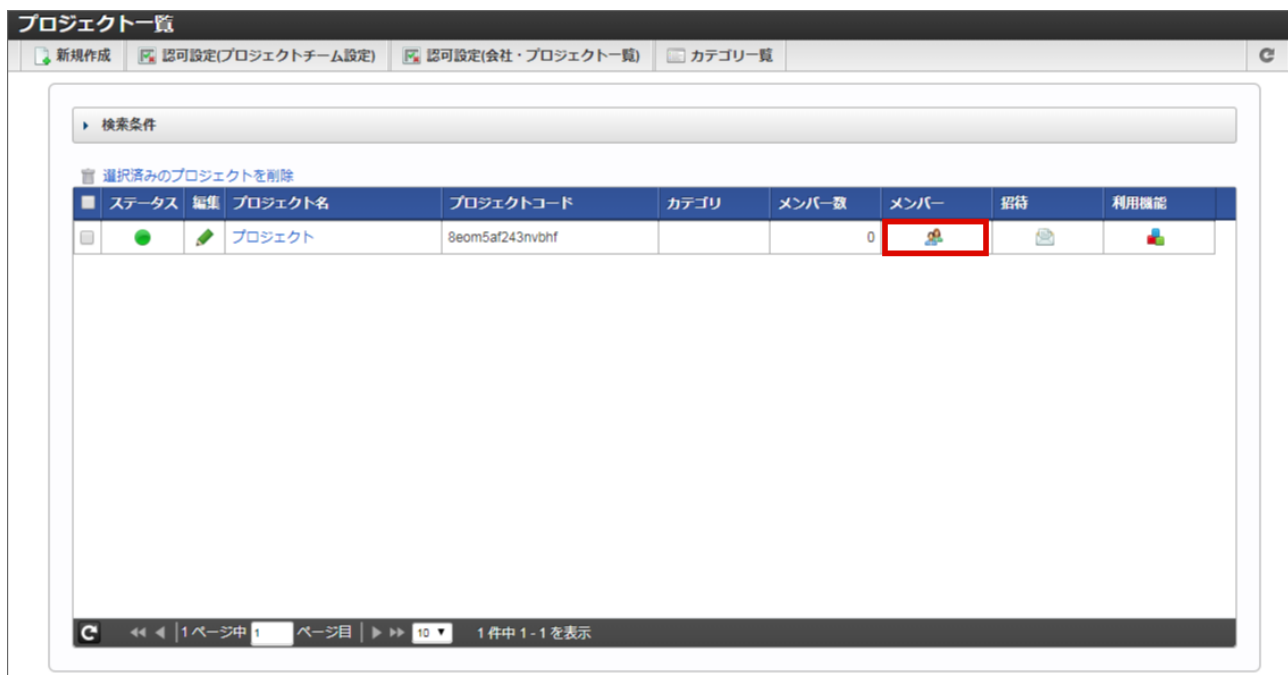 プロジェクト一覧
新規作成 認可設定(プロジェクトチーム設定) 認可設定(会社・プロジェクト一覧) カテゴリ一覧
検索条件
選択済みのプロジェクトを削除
ステータス 編集 プロジェクト名 プロジェクトコード カテゴリ メンバー数 メンバー 招待 利用機能
プロジェクト 8eom5af243nvbhf 0
1 ページ中 1 ページ目 10 1 件中 1 - 1 を表示